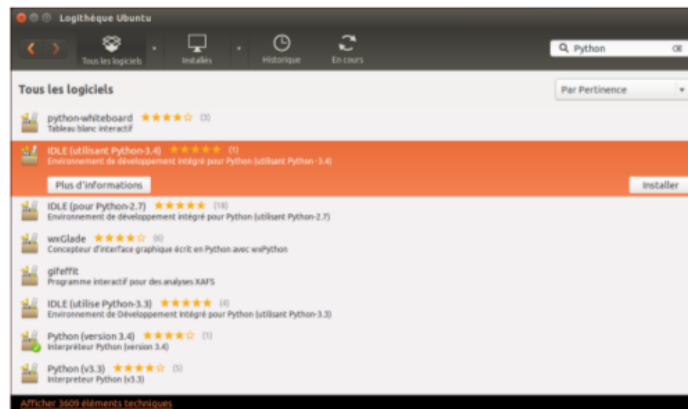 Logithèque Ubuntu
Tous les logiciels
Installés
Historique
En cours
Python
Tous les logiciels
Par Pertinence
python-whiteboard (3)
Tableau blanc interactif
IDLE (utilisant Python-3.4) (1)
Environnement de développement intégré pour Python (utilisant Python -3.4)
Plus d'informations
Installer
IDLE (pour Python-2.7) (18)
Environnement de développement intégré pour Python (utilisant Python-2.7)
wxGlade (6)
Concepteur d'interface graphique écrit en Python avec wxPython
gifeffit
Programme interactif pour des analyses XAFS
IDLE (utilise Python-3.3) (4)
Environnement de Développement Intégré pour Python (utilisant Python-3.3)
Python (version 3.4) (1)
Interpréteur Python (version 3.4)
Python (v3.3) (5)
Interpreteur Python (v3.3)
Afficher 3609 éléments techniques